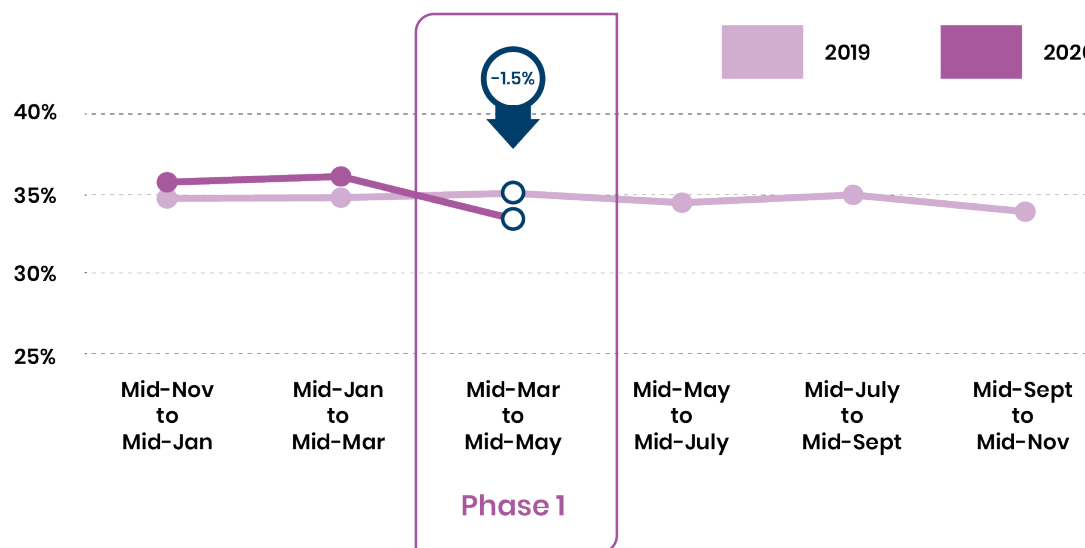 2019
202
-1.5%
40%
35%
30%
25%
Mid-Nov
to
Mid-Jan
Mid-Jan
to
Mid-Mar
Mid-Mar
to
Mid-May
Mid-May
to
Mid-July
Mid-July
to
Mid-Sept
Mid-Sept
to
Mid-Nov
Phase 1